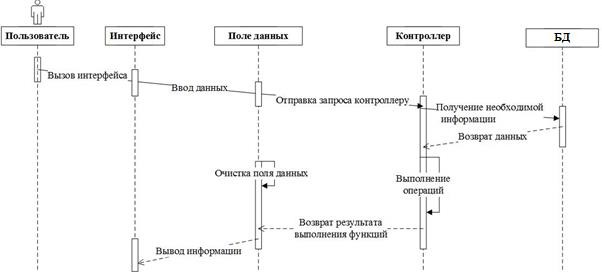 Пользователь
Интерфейс
Поле данных
Контроллер
БД
Вызов интерфейса
Ввод данных
Отправка запроса контроллеру
Получение необходимой
информации
Возврат данных
Очистка поля данных
Выполнение
операций
Возврат результата
выполнения функций
Вывод информации